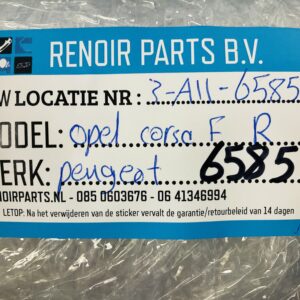 RENOIR PARTS B.V.
W LOCATIE NR : 3-A11-6585
ODEL: opel corsa F R
ERK: peugeot 6585
NOIRPARTS.NL - 085 0603676 - 06 41346994
LETOP: Na het verwijderen van de sticker vervalt de garantie/retourbeleid van 14 dagen